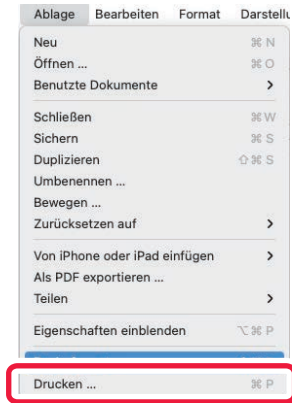 Ablage Bearbeiten Format Darstellu
Neu ⌘ N
Öffnen ... ⌘ O
Benutzte Dokumente >
Schließen ⌘ W
Sichern ⌘ S
Duplizieren ⇧ ⌘ S
Umbenennen ...
Bewegen ...
Zurücksetzen auf >
Von iPhone oder iPad einfügen >
Als PDF exportieren ...
Teilen >
Eigenschaften einblenden ⌥ ⌘ P
Drucken ... ⌘ P